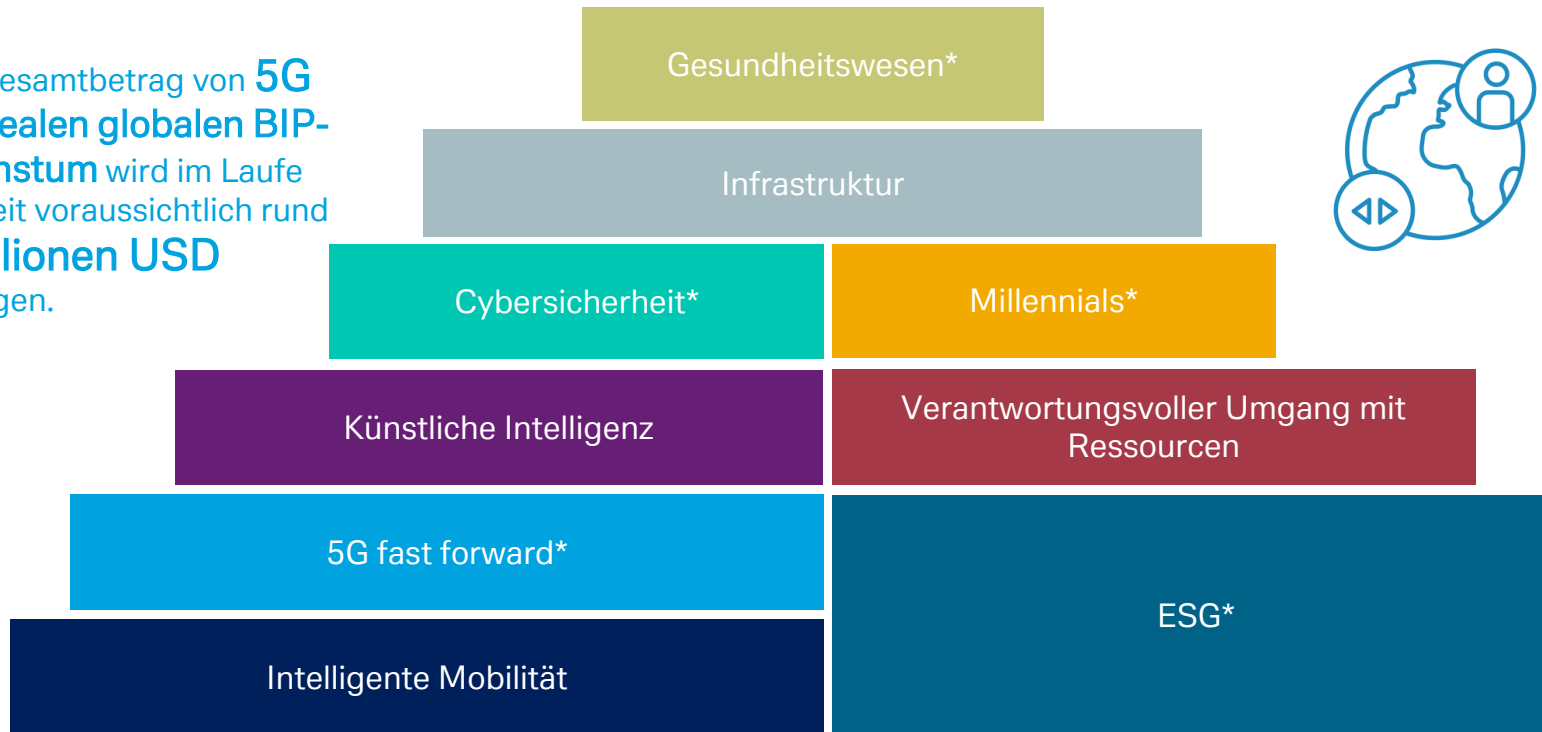 esamtbetrag von 5G
ealen globalen BIP-
nstum wird im Laufe
eit voraussichtlich rund
lionen USD
gen.
Gesundheitswesen*
Infrastruktur
Cybersicherheit*
Millennials*
Künstliche Intelligenz
Verantwortungsvoller Umgang mit
Ressourcen
5G fast forward*
ESG*
Intelligente Mobilität